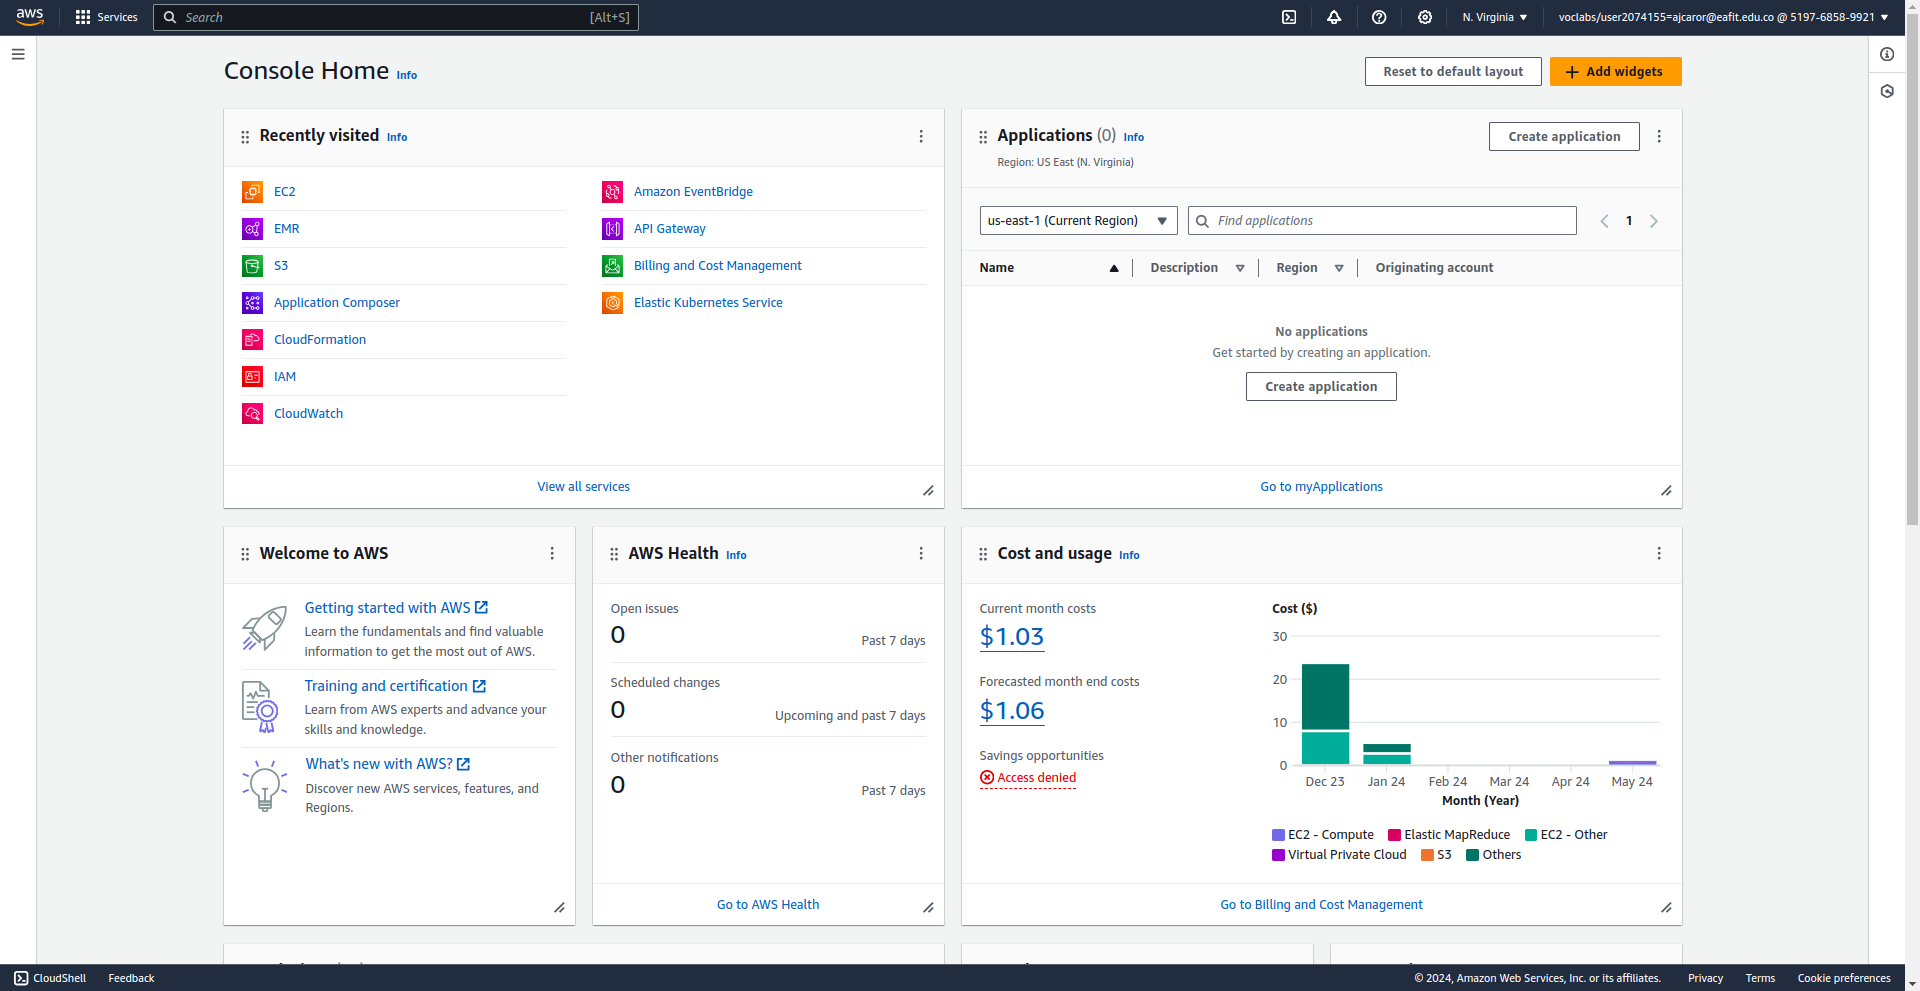 aws
Services
Search
[Alt+S]
N. Virginia
voclabs/user2074155=ajcaror@eafit.edu.co @ 5197-6858-9921
Console Home Info
Reset to default layout
Add widgets
Recently visited Info
EC2
EMR
S3
Application Composer
CloudFormation
IAM
CloudWatch
Amazon EventBridge
API Gateway
Billing and Cost Management
Elastic Kubernetes Service
View all services
Applications (0) Info
Region: US East (N. Virginia)
Create application
us-east-1 (Current Region)
Find applications
1
Name
Description
Region
Originating account
No applications
Get started by creating an application.
Create application
Go to myApplications
Welcome to AWS
Getting started with AWS
Learn the fundamentals and find valuable
information to get the most out of AWS.
Training and certification
Learn from AWS experts and advance your
skills and knowledge.
What's new with AWS?
Discover new AWS services, features, and
Regions.
AWS Health Info
Open issues
0
Past 7 days
Scheduled changes
0
Upcoming and past 7 days
Other notifications
0
Past 7 days
Go to AWS Health
Cost and usage Info
Current month costs
$1.03
Forecasted month end costs
$1.06
Savings opportunities
Access denied
Cost ($)
30
20
10
0
Dec 23
Jan 24
Feb 24
Mar 24
Apr 24
May 24
Month (Year)
EC2 - Compute
Elastic MapReduce
EC2 - Other
Virtual Private Cloud
S3
Others
Go to Billing and Cost Management
CloudShell
Feedback
© 2024, Amazon Web Services, Inc. or its affiliates.
Privacy
Terms
Cookie preferences